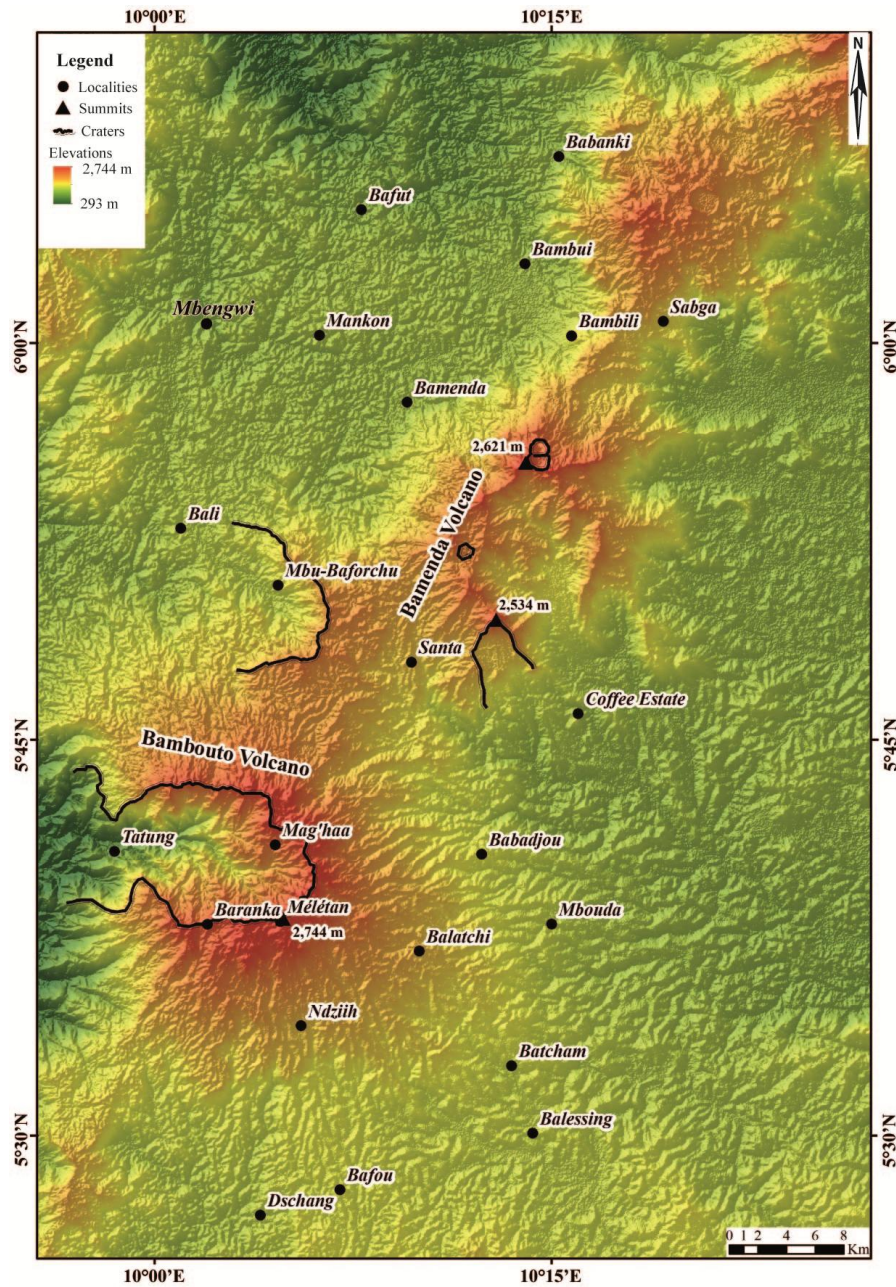 10°00'E
10°15'E
Legend
Localities
Summits
Craters
Elevations
2,744 m
293 m
N
Babanki
Bafut
Bambui
Mbengwi
Mankon
Bambili
Sabga
6°00'N
6°00'N
Bamenda
2,621 m
Bamenda Volcano
Bali
Mbu-Baforchu
2,534 m
Santa
Coffee Estate
5°45'N
5°45'N
Bambouto Volcano
Tatung
Mag'haa
Babadjou
Baranka
Mélétan
2,744 m
Mbouda
Balatchi
Ndziih
Batcham
5°30'N
5°30'N
Balessing
Bafou
Dschang
0 1 2 4 6 8
Km
10°00'E
10°15'E